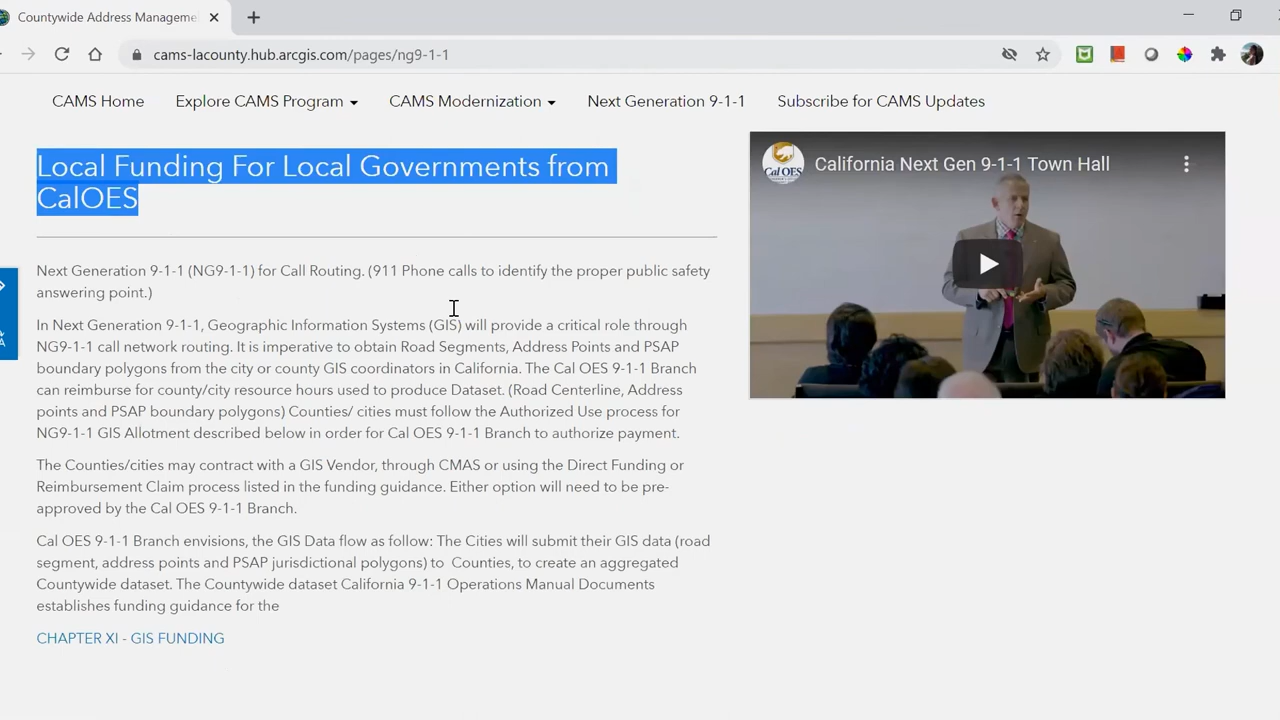 Countywide Address Manageme
cams-lacounty.hub.arcgis.com/pages/ng9-1-1
CAMS Home Explore CAMS Program CAMS Modernization Next Generation 9-1-1 Subscribe for CAMS Updates
Local Funding For Local Governments from
CalOES
Next Generation 9-1-1 (NG9-1-1) for Call Routing. (911 Phone calls to identify the proper public safety
answering point.)
In Next Generation 9-1-1, Geographic Information Systems (GIS) will provide a critical role through
NG9-1-1 call network routing. It is imperative to obtain Road Segments, Address Points and PSAP
boundary polygons from the city or county GIS coordinators in California. The Cal OES 9-1-1 Branch
can reimburse for county/city resource hours used to produce Dataset. (Road Centerline, Address
points and PSAP boundary polygons) Counties/ cities must follow the Authorized Use process for
NG9-1-1 GIS Allotment described below in order for Cal OES 9-1-1 Branch to authorize payment.
The Counties/cities may contract with a GIS Vendor, through CMAS or using the Direct Funding or
Reimbursement Claim process listed in the funding guidance. Either option will need to be pre-
approved by the Cal OES 9-1-1 Branch.
Cal OES 9-1-1 Branch envisions, the GIS Data flow as follow: The Cities will submit their GIS data (road
segment, address points and PSAP jurisdictional polygons) to Counties, to create an aggregated
Countywide dataset. The Countywide dataset California 9-1-1 Operations Manual Documents
establishes funding guidance for the
CHAPTER XI - GIS FUNDING
Cal OES
California Next Gen 9-1-1 Town Hall